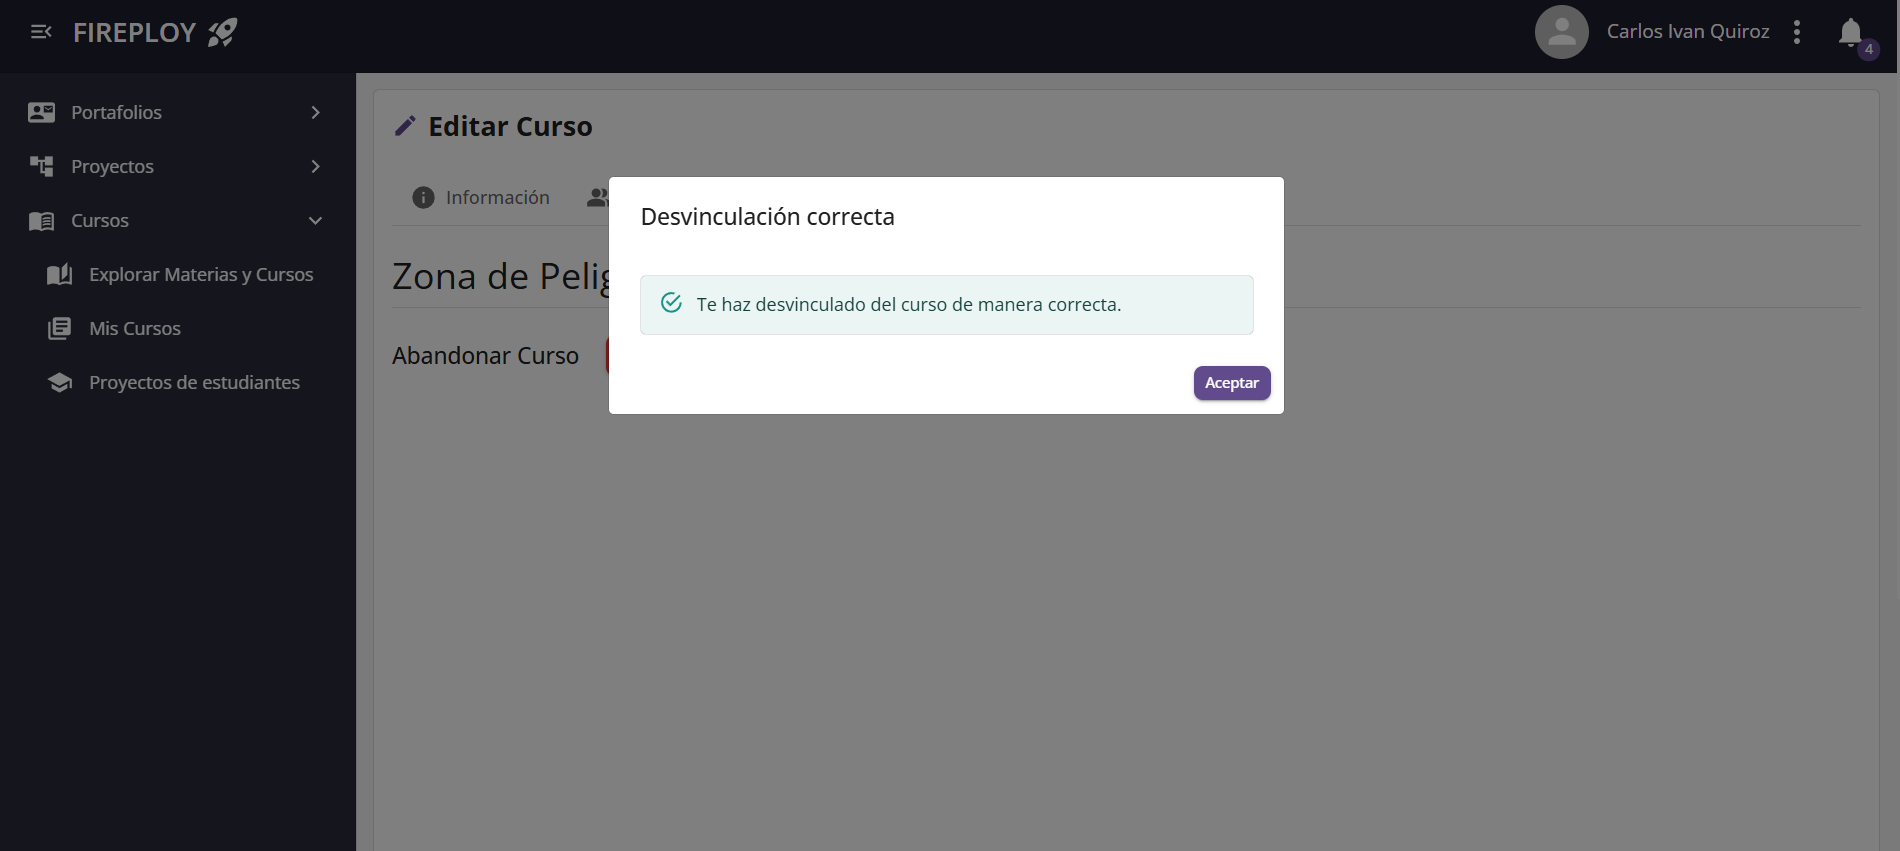 FIREPLOY
Carlos Ivan Quiroz
4
Portafolios
Proyectos
Cursos
Explorar Materias y Cursos
Mis Cursos
Proyectos de estudiantes
Editar Curso
Información
Zona de Pelig
Abandonar Curso
Desvinculación correcta
Te haz desvinculado del curso de manera correcta.
Aceptar